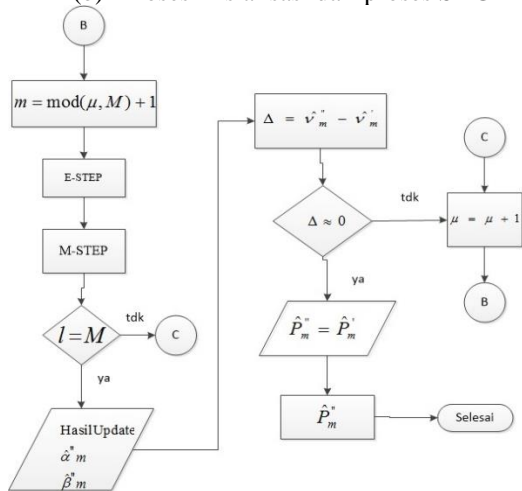 B
m = mod(μ, M) + 1
E-STEP
M-STEP
l = M
tdk
C
ya
HasilUpdate
α̂"m
β̂"m
Δ = ν̂"m − ν̂'m
Δ ≈ 0
tdk
ya
P̂"m = P̂'m
P̂"m
Selesai
C
μ = μ + 1
B